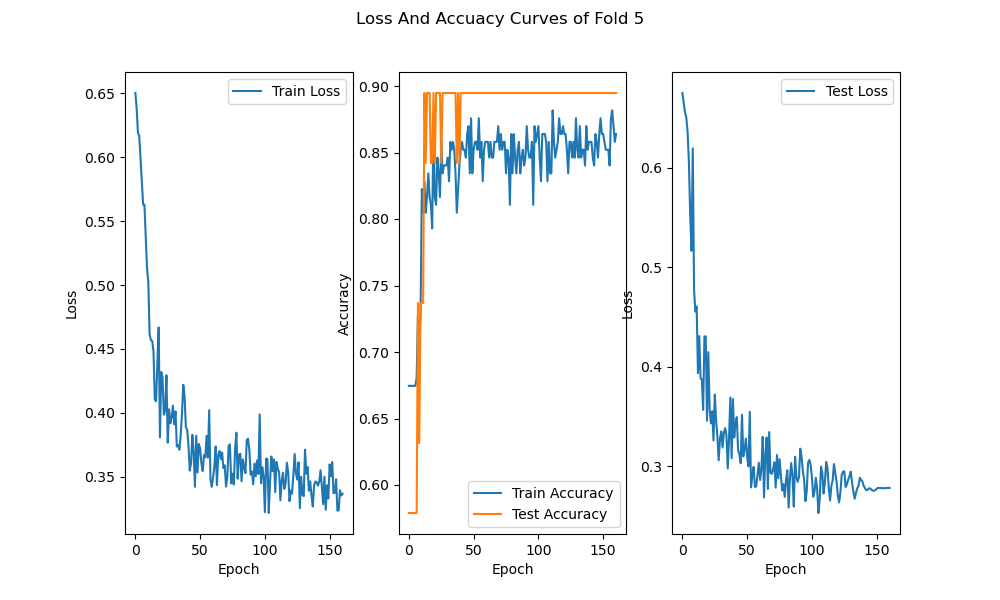 Loss And Accuacy Curves of Fold 5
Train Loss
0.65
0.60
0.55
0.50
0.45
0.40
0.35
Loss
0 50 100 150
Epoch
0.90
0.85
0.80
0.75
0.70
0.65
0.60
Accuracy
Train Accuracy
Test Accuracy
0 50 100 150
Epoch
Test Loss
0.6
0.5
0.4
0.3
Loss
0 50 100 150
Epoch